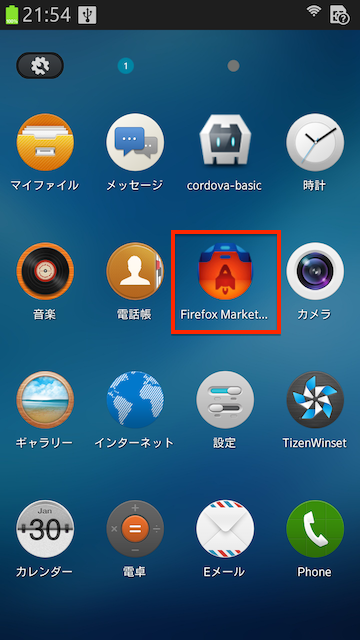 21:54
1
マイファイル
メッセージ
cordova-basic
時計
音楽
電話帳
Firefox Market...
カメラ
ギャラリー
インターネット
設定
TizenWinset
Jan
30
カレンダー
電卓
Eメール
Phone